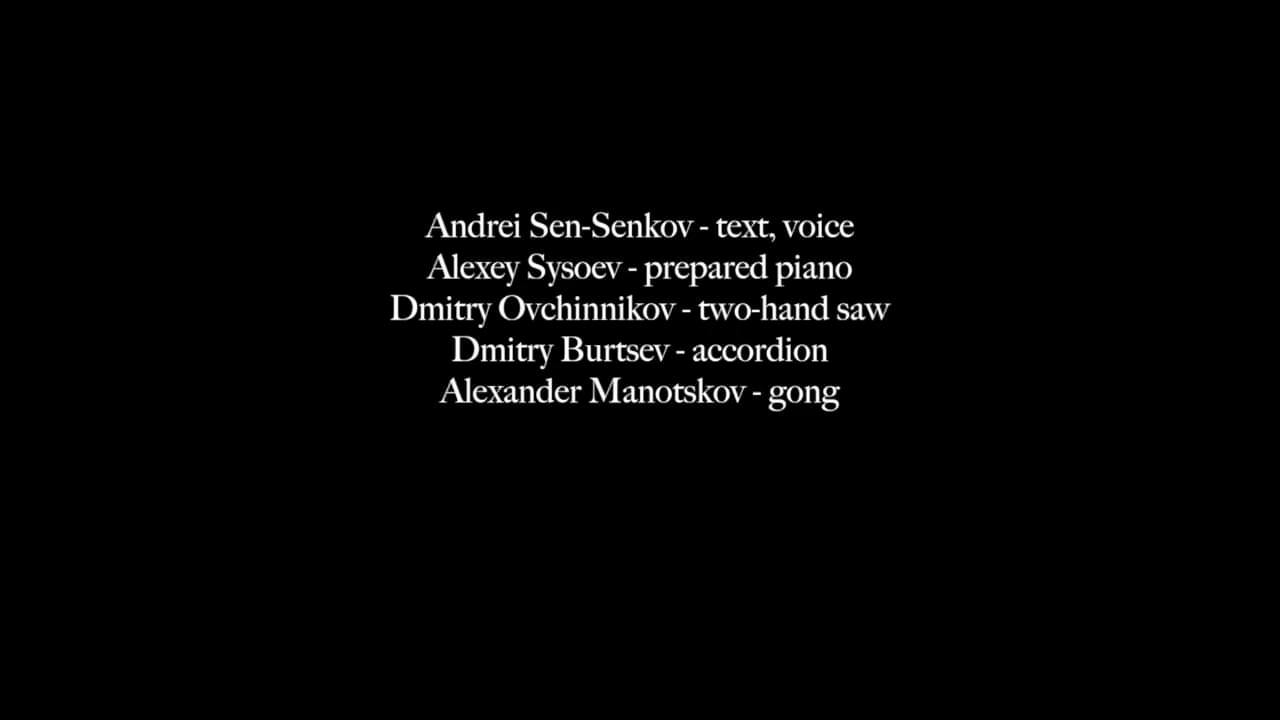 Andrei Sen-Senkov - text, voice
Alexey Sysoev - prepared piano
Dmitry Ovchinnikov - two-hand saw
Dmitry Burtsev - accordion
Alexander Manotskov - gong